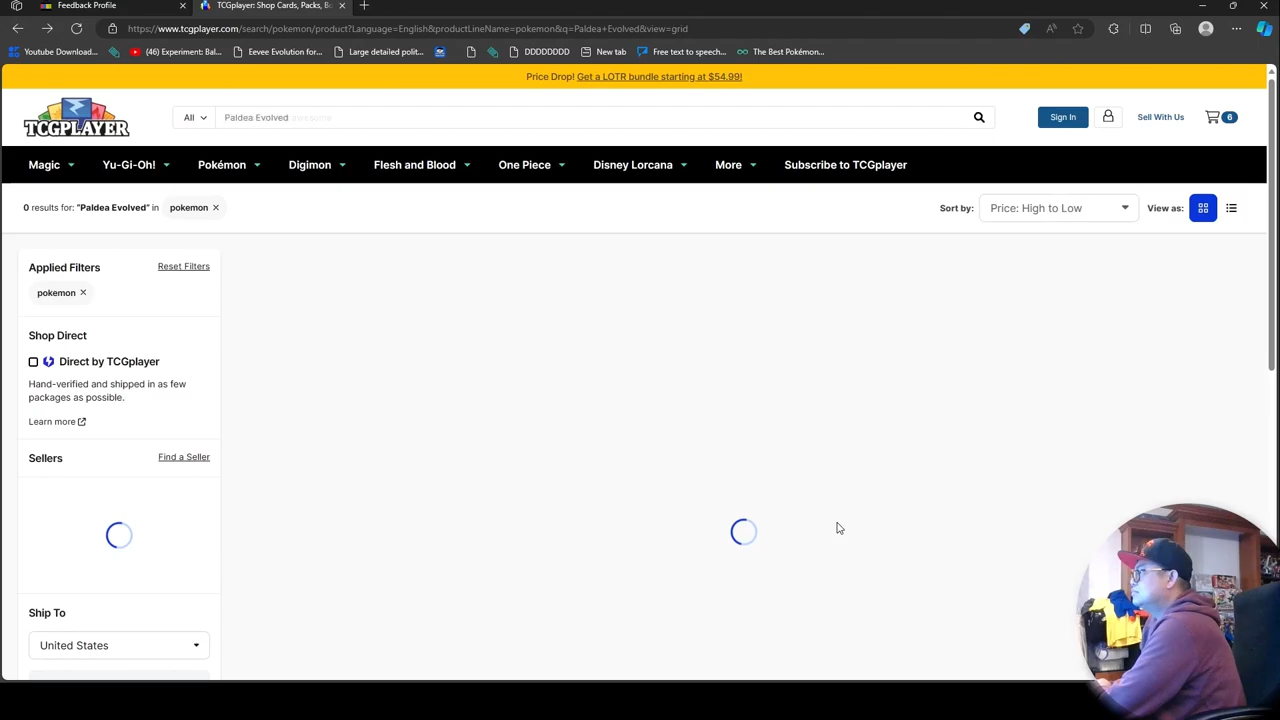 Feedback Profile
TCGplayer: Shop Cards, Packs, Bo
https://www.tcgplayer.com/search/pokemon/product?Language=English&productLineName=pokemon&q=Paldea+Evolved&view=grid
Youtube Download...
(46) Experiment: Bal...
Eevee Evolution for...
Large detailed polit...
DDDDDDD
New tab
Free text to speech...
The Best Pokémon...
Price Drop! Get a LOTR bundle starting at $54.99!
TCGPLAYER
All
Paldea Evolved awesome
Sign In
Sell With Us
6
Magic
Yu-Gi-Oh!
Pokémon
Digimon
Flesh and Blood
One Piece
Disney Lorcana
More
Subscribe to TCGplayer
0 results for: "Paldea Evolved" in
pokemon
Sort by:
Price: High to Low
View as:
Applied Filters
Reset Filters
pokemon
Shop Direct
Direct by TCGplayer
Hand-verified and shipped in as few
packages as possible.
Learn more
Sellers
Find a Seller
Ship To
United States